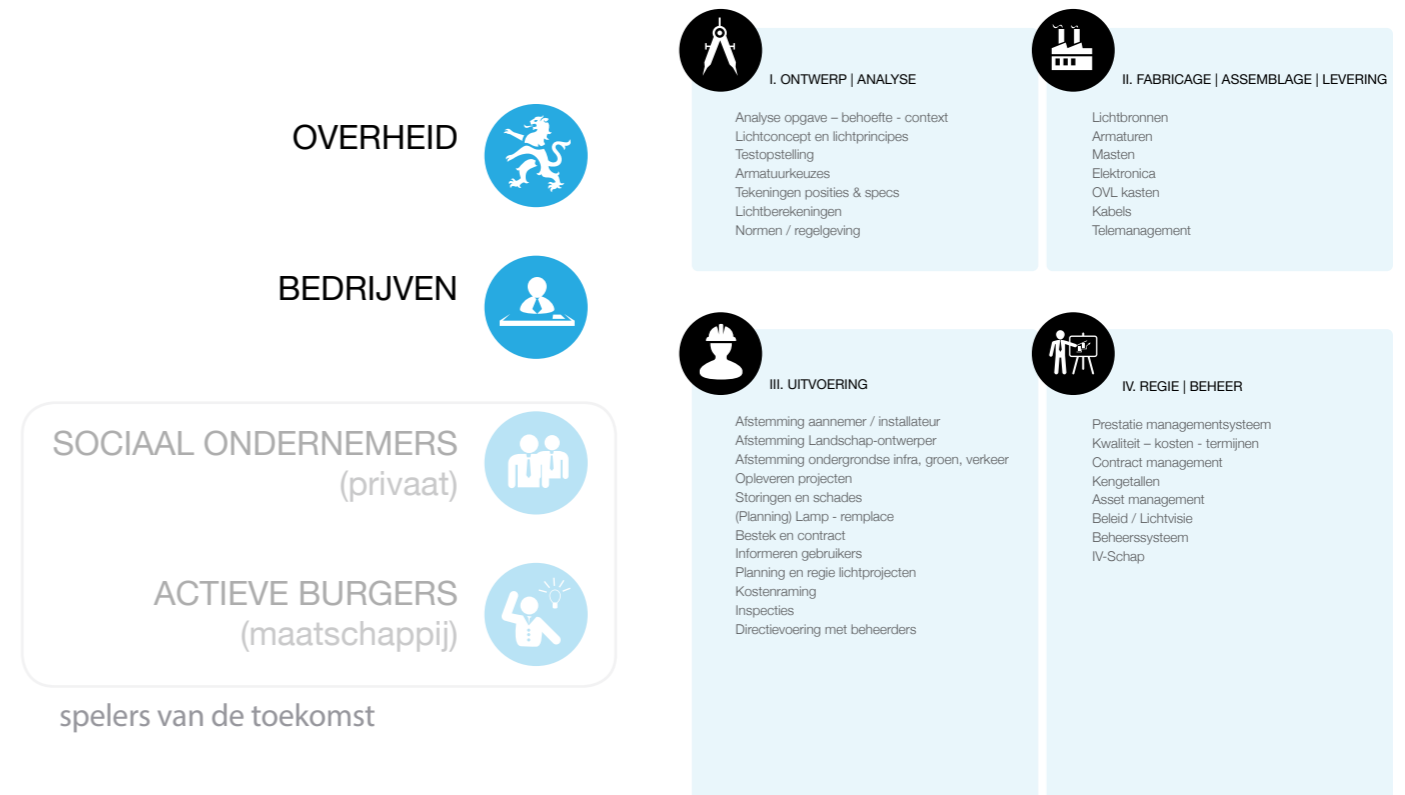 OVERHEID
BEDRIJVEN
SOCIAAL ONDERNEMERS
(privaat)
ACTIEVE BURGERS
(maatschappij)
spelers van de toekomst
I. ONTWERP | ANALYSE
Analyse opgave – behoefte - context
Lichtconcept en lichtprincipes
Testopstelling
Armatuurkeuzes
Tekeningen posities & specs
Lichtberekeningen
Normen / regelgeving
II. FABRICAGE | ASSEMBLAGE | LEVERING
Lichtbronnen
Armaturen
Masten
Elektronica
OVL kasten
Kabels
Telemanagement
III. UITVOERING
Afstemming aannemer / installateur
Afstemming Landschap-ontwerper
Afstemming ondergrondse infra, groen, verkeer
Opleveren projecten
Storingen en schades
(Planning) Lamp - remplace
Bestek en contract
Informeren gebruikers
Planning en regie lichtprojecten
Kostenraming
Inspecties
Directievoering met beheerders
IV. REGIE | BEHEER
Prestatie managementsysteem
Kwaliteit – kosten - termijnen
Contract management
Kengetallen
Asset management
Beleid / Lichtvisie
Beheerssysteem
IV-Schap